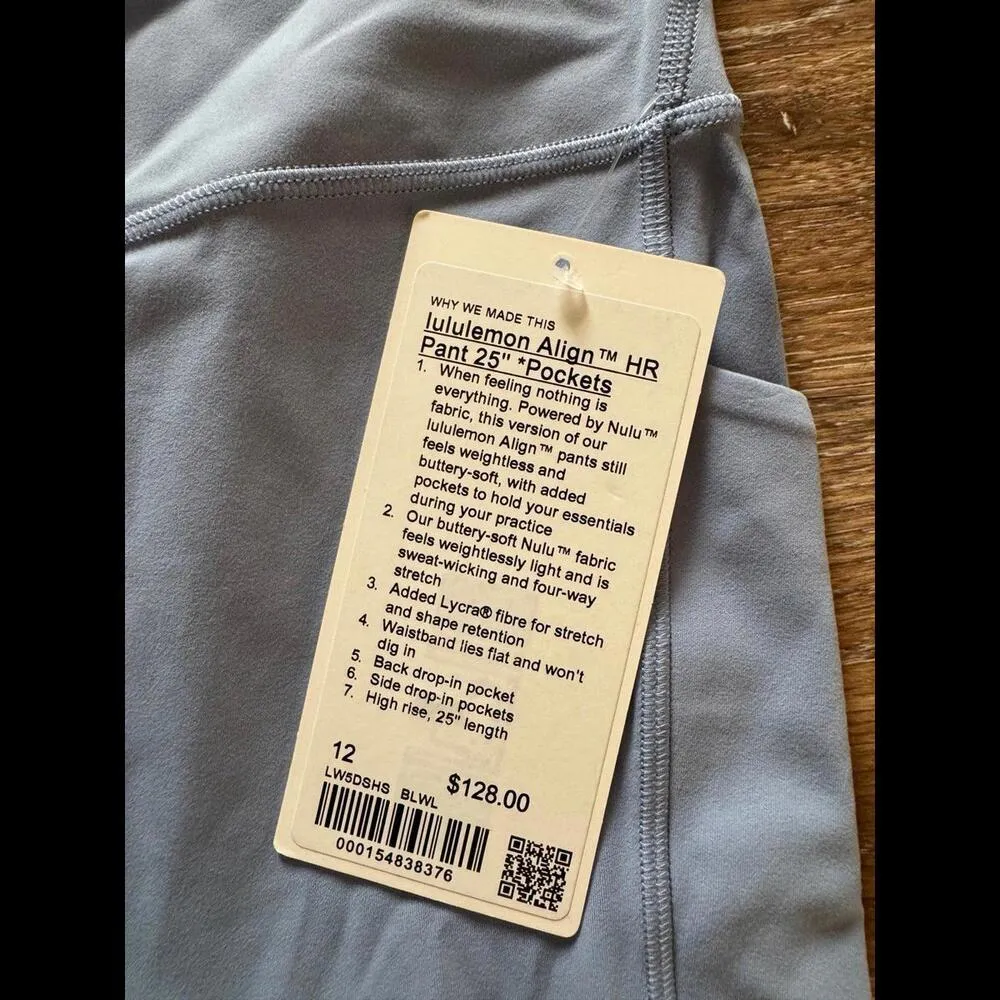 WHY WE MADE THIS
lululemon Align™ HR
Pant 25" *Pockets
1. When feeling nothing is
everything. Powered by Nulu™
fabric, this version of our
lululemon Align™ pants still
feels weightless and
buttery-soft, with added
pockets to hold your essentials
during your practice
2. Our buttery-soft Nulu™ fabric
feels weightlessly light and is
sweat-wicking and four-way
stretch
3. Added Lycra® fibre for stretch
and shape retention
4. Waistband lies flat and won't
dig in
5. Back drop-in pocket
6. Side drop-in pockets
7. High rise, 25" length
12
LW5DSHS BLWL $128.00
000154838376